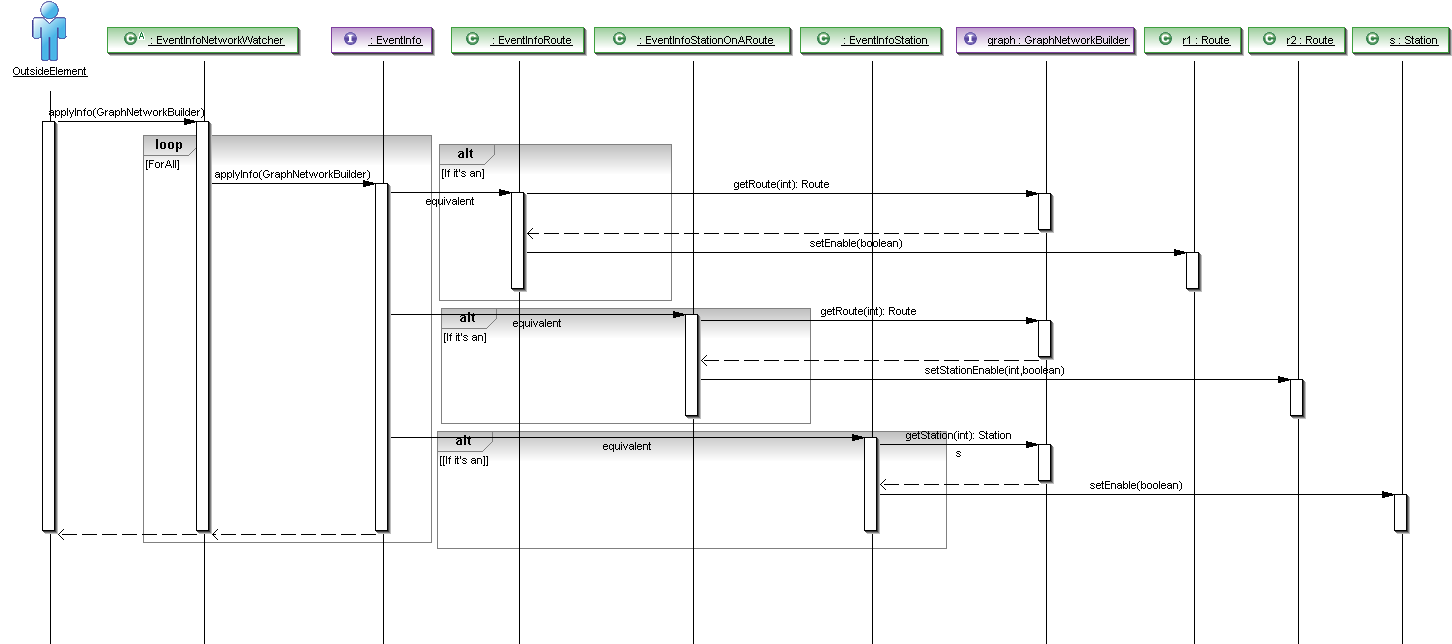 C A : EventInfoNetworkWatcher
I : EventInfo
C : EventInfoRoute
C : EventInfoStationOnARoute
C : EventInfoStation
I graph : GraphNetworkBuilder
C r1 : Route
C r2 : Route
C s : Station
OutsideElement
applyInfo(GraphNetworkBuilder)
loop
[ForAll]
alt
[If it's an]
applyInfo(GraphNetworkBuilder)
equivalent
getRoute(int): Route
setEnable(boolean)
alt
[If it's an]
equivalent
getRoute(int): Route
setStationEnable(int,boolean)
alt
[[If it's an]]
equivalent
getStation(int): Station
s
setEnable(boolean)